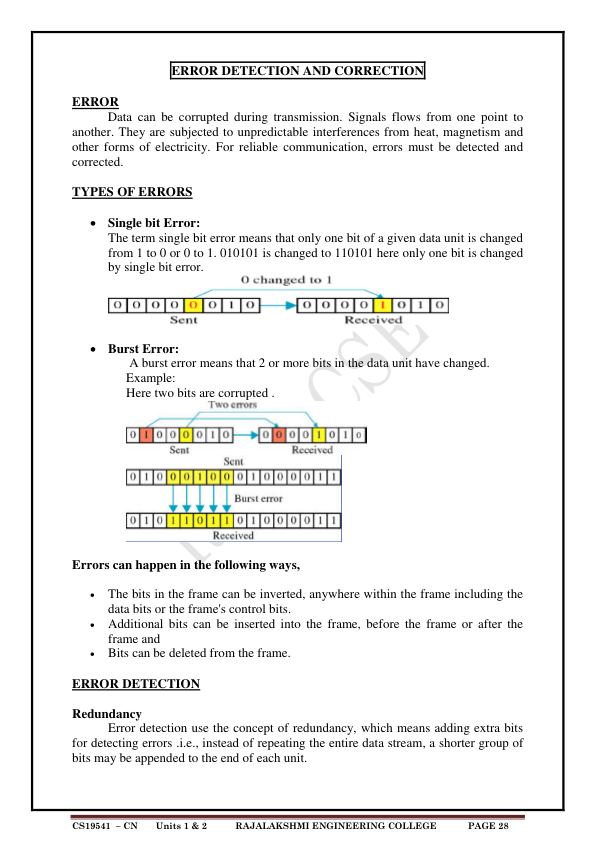 ERROR DETECTION AND CORRECTION
ERROR
Data can be corrupted during transmission. Signals flows from one point to
another. They are subjected to unpredictable interferences from heat, magnetism and
other forms of electricity. For reliable communication, errors must be detected and
corrected.
TYPES OF ERRORS
• Single bit Error:
The term single bit error means that only one bit of a given data unit is changed
from 1 to 0 or 0 to 1. 010101 is changed to 110101 here only one bit is changed
by single bit error.
0 changed to 1
0 0 0 0 0 0 1 0 0 0 0 0 1 0 1 0
Sent Received
• Burst Error:
A burst error means that 2 or more bits in the data unit have changed.
Example:
Here two bits are corrupted .
Two errors
0 1 0 0 0 0 1 0 0 0 0 0 1 0 1 0
Sent Received
Sent
0 1 0 0 0 1 0 0 0 1 0 0 0 0 1 1
Burst error
0 1 0 1 1 0 1 1 0 1 0 0 0 0 1 1
Received
Errors can happen in the following ways,
• The bits in the frame can be inverted, anywhere within the frame including the
data bits or the frame's control bits.
• Additional bits can be inserted into the frame, before the frame or after the
frame and
• Bits can be deleted from the frame.
ERROR DETECTION
Redundancy
Error detection use the concept of redundancy, which means adding extra bits
for detecting errors .i.e., instead of repeating the entire data stream, a shorter group of
bits may be appended to the end of each unit.
CS19541 – CN Units 1 & 2 RAJALAKSHMI ENGINEERING COLLEGE PAGE 28
CSE